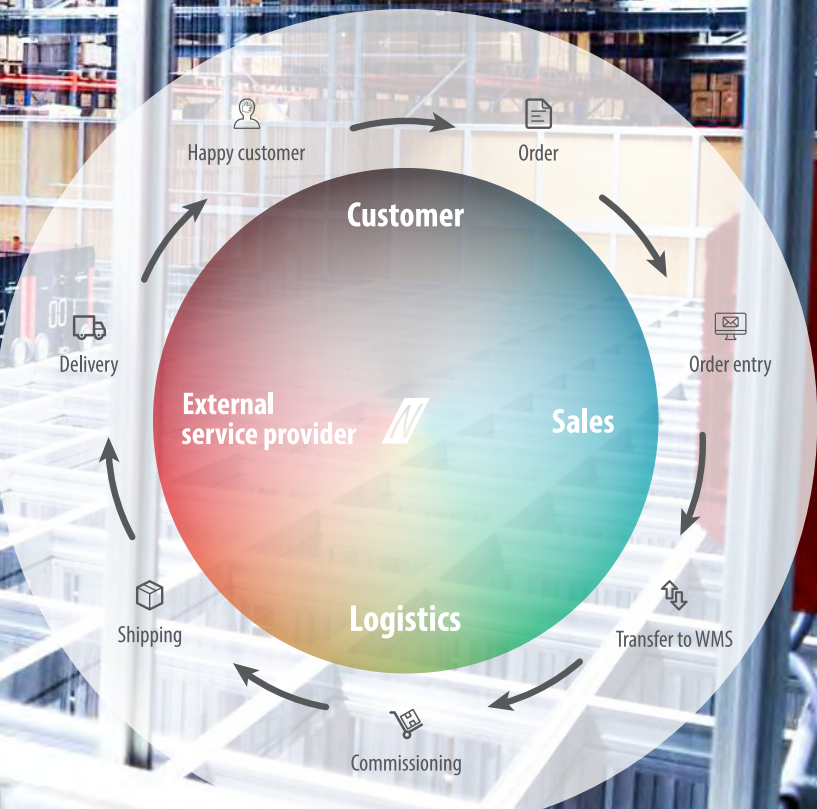 Happy customer
Order
Customer
Delivery
Order entry
External
service provider
Sales
Logistics
Shipping
Transfer to WMS
Commissioning